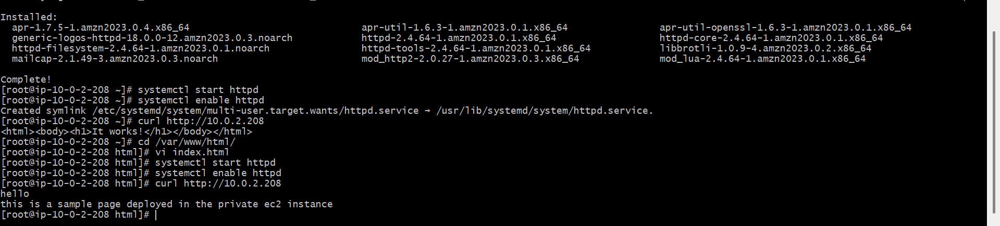 Installed:
apr-1.7.5-1.amzn2023.0.4.x86_64 apr-util-1.6.3-1.amzn2023.0.1.x86_64 apr-util-openssl-1.6.3-1.amzn2023.0.1.x86_64
generic-logos-httpd-18.0.0-12.amzn2023.0.3.noarch httpd-2.4.64-1.amzn2023.0.1.x86_64 httpd-core-2.4.64-1.amzn2023.0.1.x86_64
httpd-filesystem-2.4.64-1.amzn2023.0.1.noarch httpd-tools-2.4.64-1.amzn2023.0.1.x86_64 libbrotli-1.0.9-4.amzn2023.0.2.x86_64
mailcap-2.1.49-3.amzn2023.0.3.noarch mod_http2-2.0.27-1.amzn2023.0.3.x86_64 mod_lua-2.4.64-1.amzn2023.0.1.x86_64
Complete!
[root@ip-10-0-2-208 ~]# systemctl start httpd
[root@ip-10-0-2-208 ~]# systemctl enable httpd
Created symlink /etc/systemd/system/multi-user.target.wants/httpd.service → /usr/lib/systemd/system/httpd.service.
[root@ip-10-0-2-208 ~]# curl http://10.0.2.208
<html><body><h1>It works!</h1></body></html>
[root@ip-10-0-2-208 ~]# cd /var/www/html/
[root@ip-10-0-2-208 html]# vi index.html
[root@ip-10-0-2-208 html]# systemctl start httpd
[root@ip-10-0-2-208 html]# systemctl enable httpd
[root@ip-10-0-2-208 html]# curl http://10.0.2.208
hello
this is a sample page deployed in the private ec2 instance
[root@ip-10-0-2-208 html]#